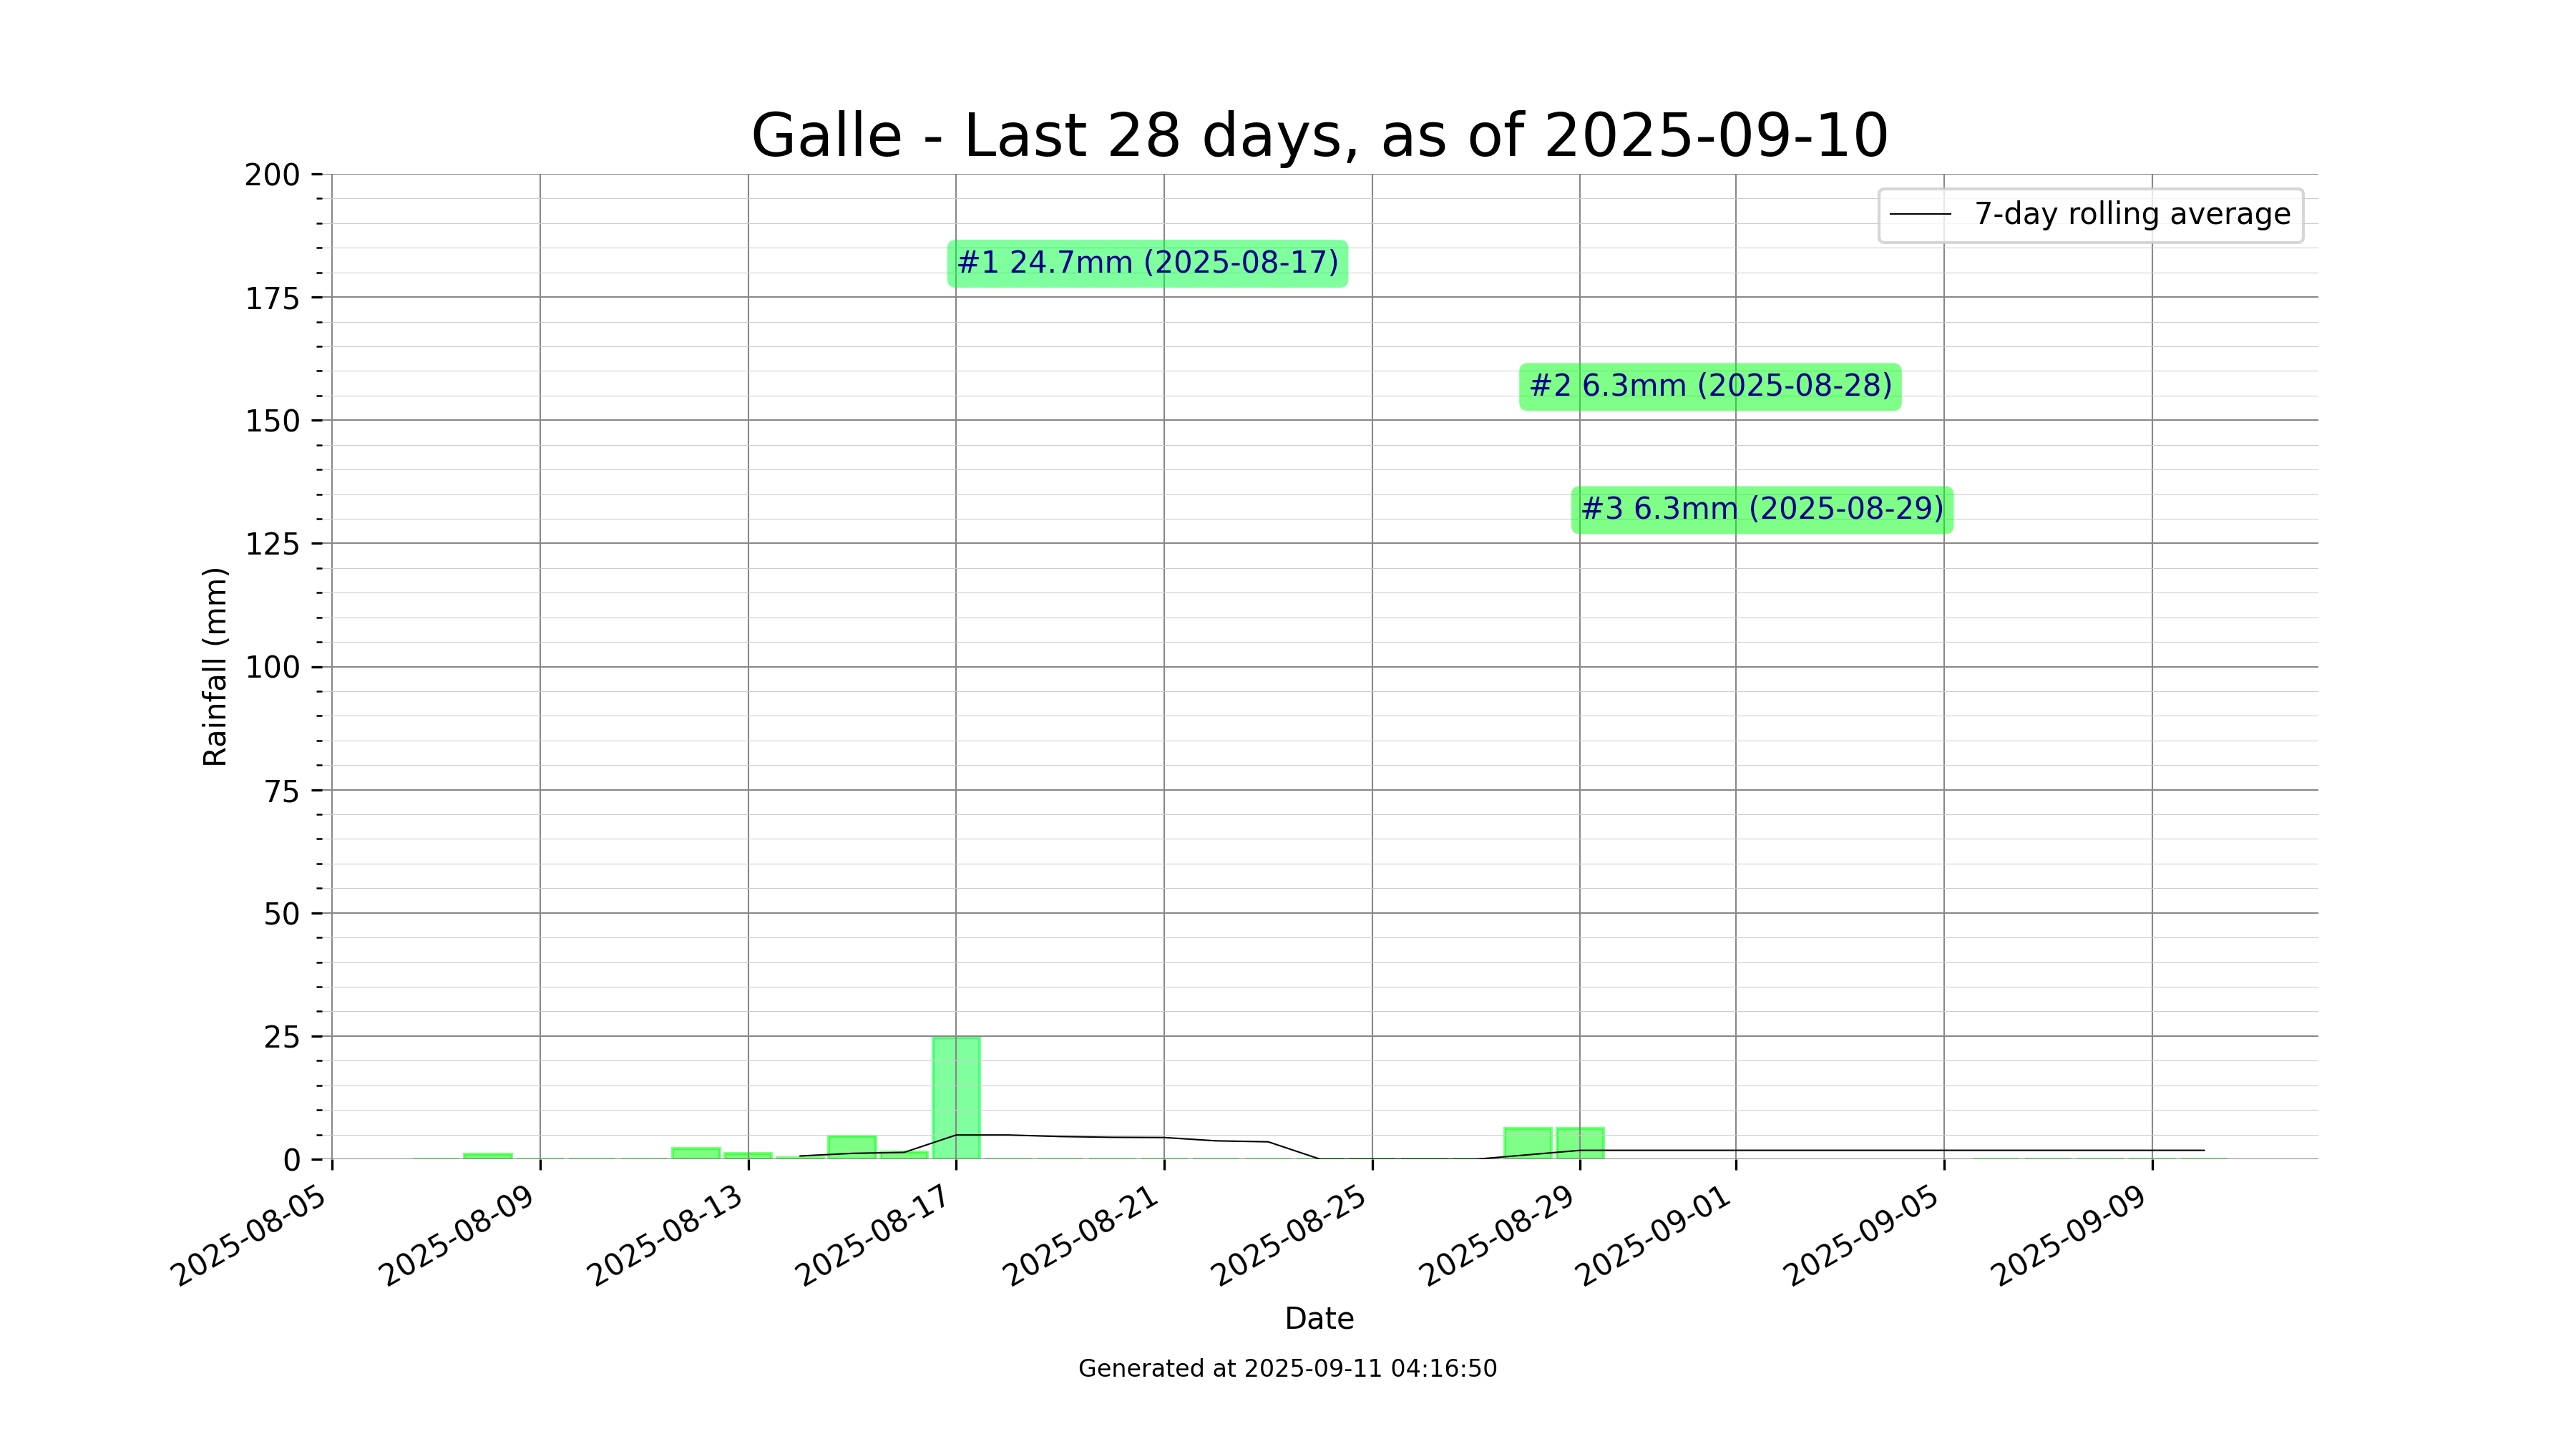 Galle - Last 28 days, as of 2025-09-10
7-day rolling average
#1 24.7mm (2025-08-17)
#2 6.3mm (2025-08-28)
#3 6.3mm (2025-08-29)
Rainfall (mm)
200
175
150
125
100
75
50
25
0
2025-08-05
2025-08-09
2025-08-13
2025-08-17
2025-08-21
2025-08-25
2025-08-29
2025-09-01
2025-09-05
2025-09-09
Date
Generated at 2025-09-11 04:16:50